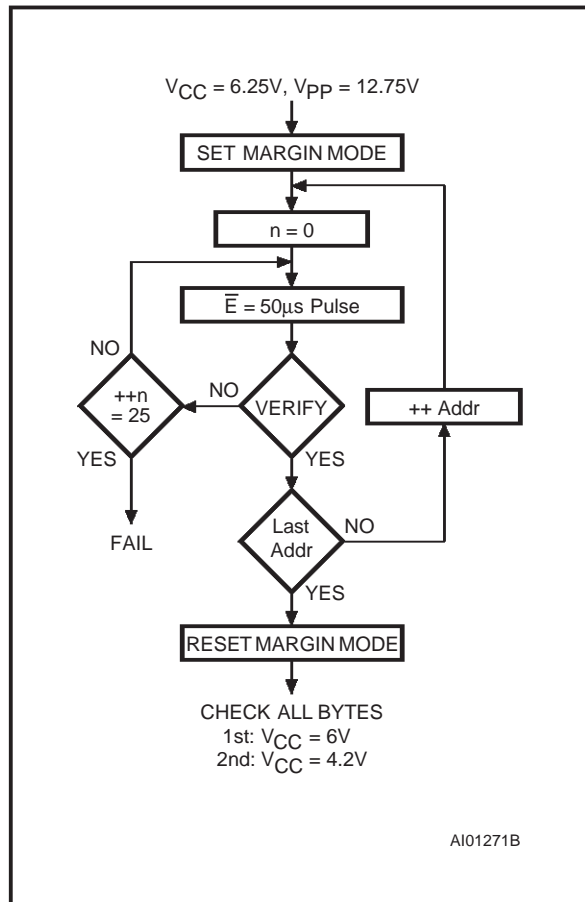 VCC = 6.25V, VPP = 12.75V
SET MARGIN MODE
n = 0
E̅ = 50µs Pulse
NO
++n
= 25
NO
VERIFY
++ Addr
YES
YES
FAIL
Last
Addr
NO
YES
RESET MARGIN MODE
CHECK ALL BYTES
1st: VCC = 6V
2nd: VCC = 4.2V
AI01271B